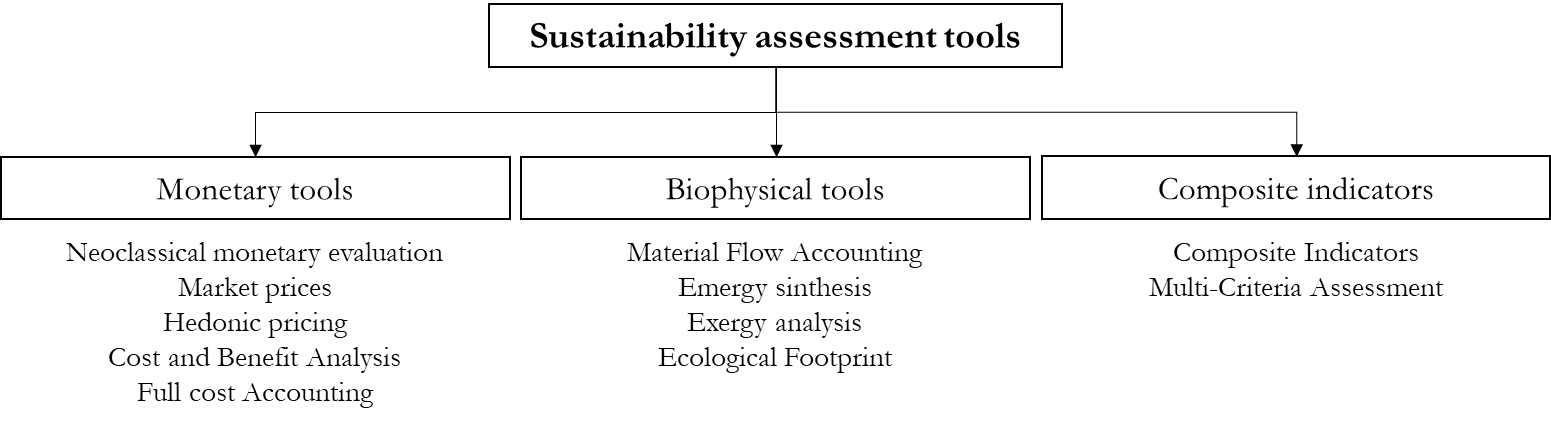 Sustainability assessment tools
Monetary tools
Neoclassical monetary evaluation
Market prices
Hedonic pricing
Cost and Benefit Analysis
Full cost Accounting
Biophysical tools
Material Flow Accounting
Emergy sinthesis
Exergy analysis
Ecological Footprint
Composite indicators
Composite Indicators
Multi-Criteria Assessment